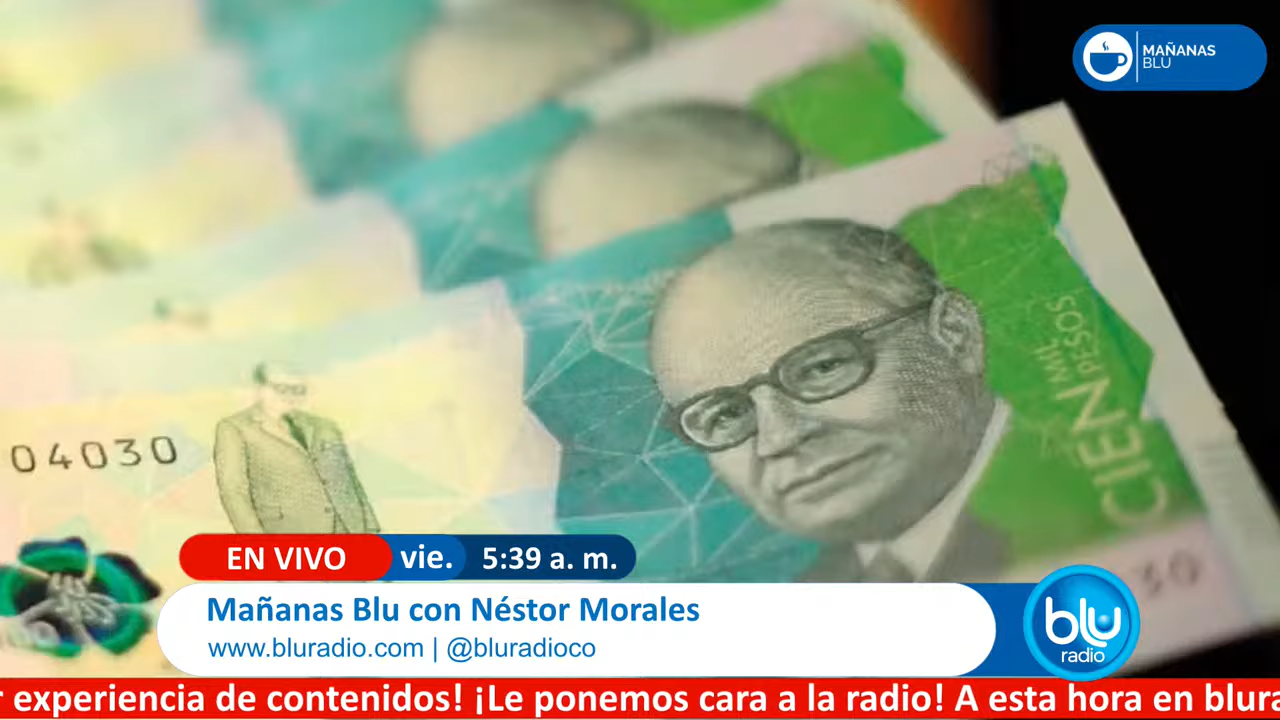 MAÑANAS
BLU
CIEN
MIL
PESOS
04030
30
EN VIVO
vie.
5:39 a. m.
Mañanas Blu con Néstor Morales
www.bluradio.com | @bluradioco
blu
radio
experiencia de contenidos! ¡Le ponemos cara a la radio! A esta hora en blura